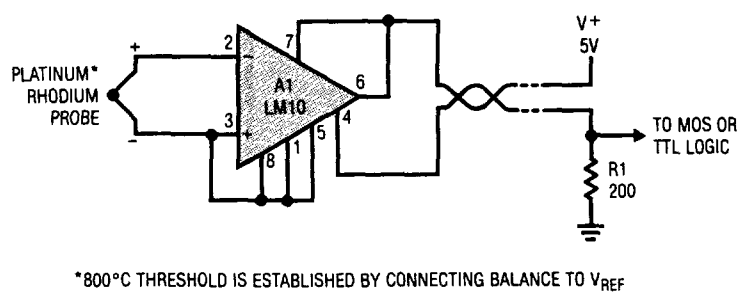 V+
5V
PLATINUM*
RHODIUM
PROBE
+
−
2
3
−
+
A1
LM10
7
6
4
5
1
8
TO MOS OR
TTL LOGIC
R1
200
*800°C THRESHOLD IS ESTABLISHED BY CONNECTING BALANCE TO VREF